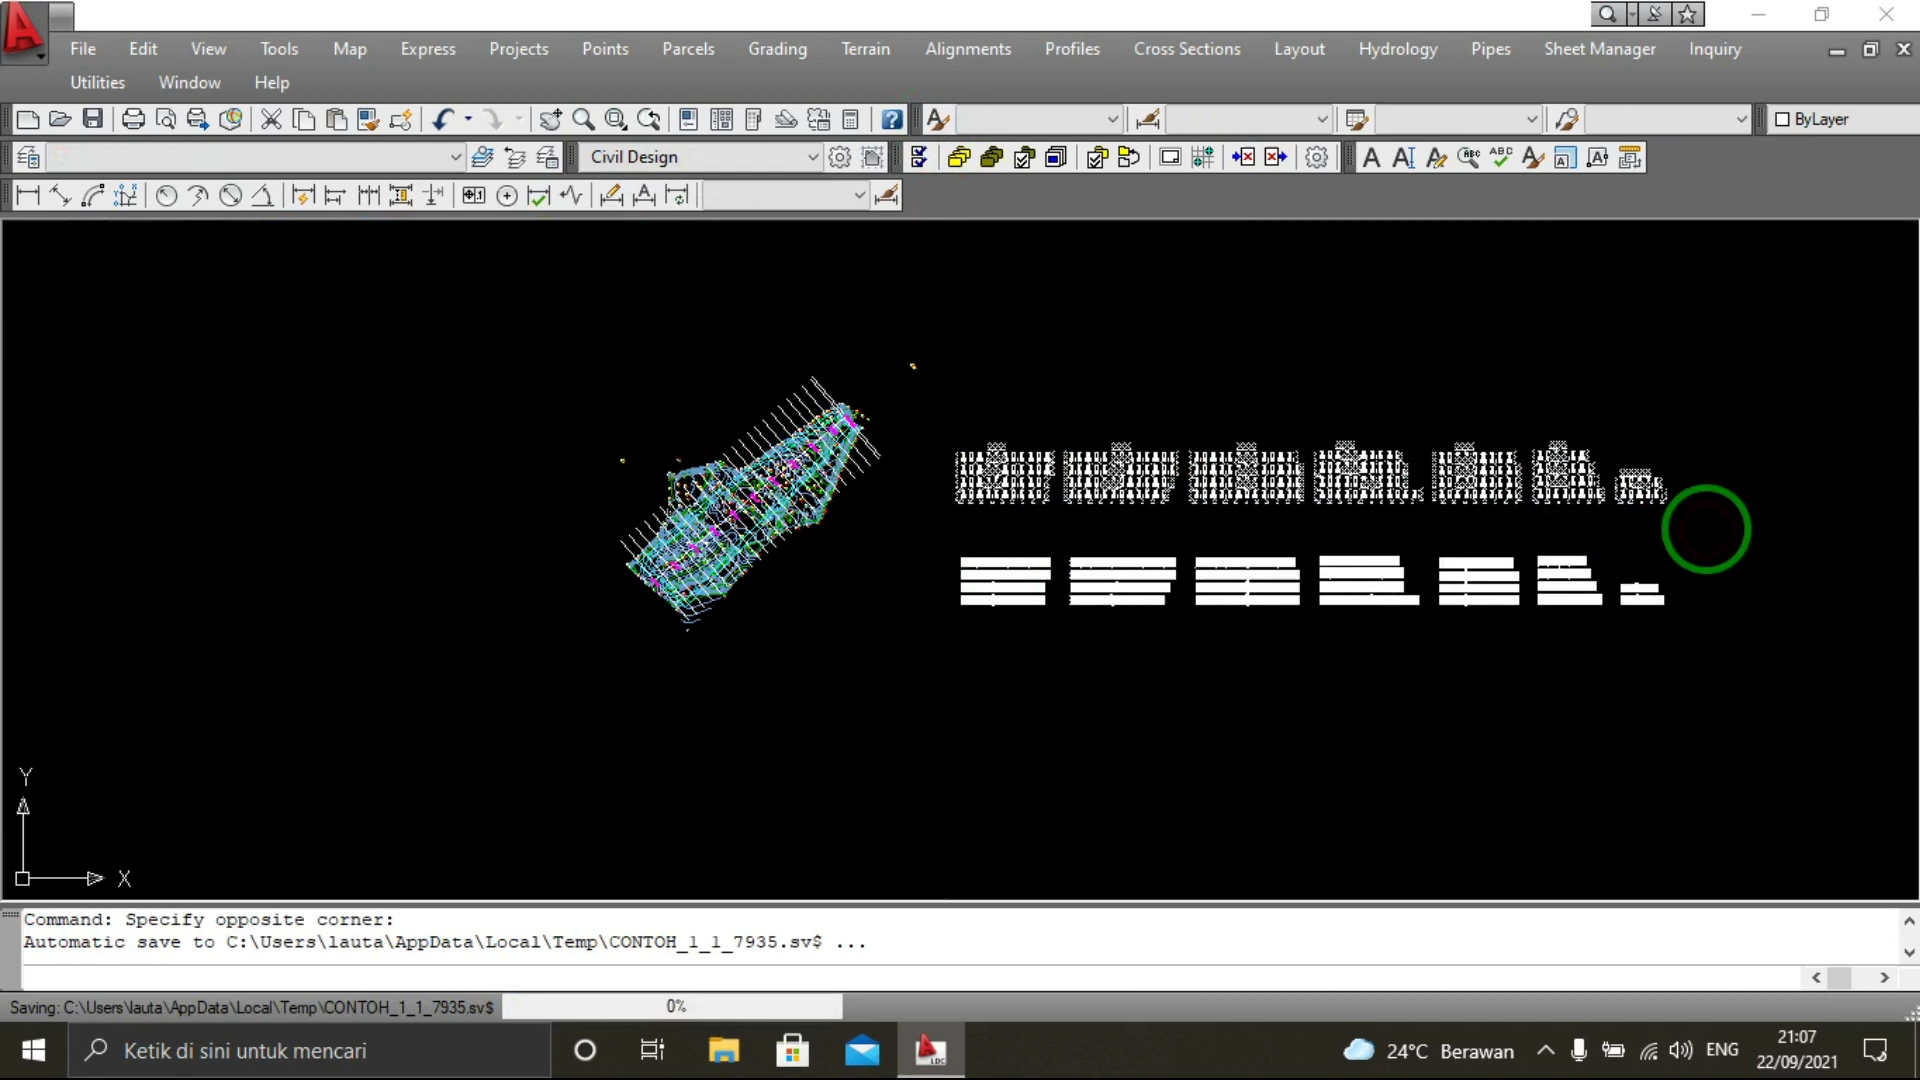 File Edit View Tools Map Express Projects Points Parcels Grading Terrain Alignments Profiles Cross Sections Layout Hydrology Pipes Sheet Manager Inquiry
Utilities Window Help
ByLayer
Civil Design
Y
X
Command: Specify opposite corner:
Automatic save to C:\Users\lauta\AppData\Local\Temp\CONTOH_1_1_7935.sv$ ...
Saving: C:\Users\lauta\AppData\Local\Temp\CONTOH_1_1_7935.sv$ 0%
Ketik di sini untuk mencari
24°C Berawan
ENG
21:07
22/09/2021